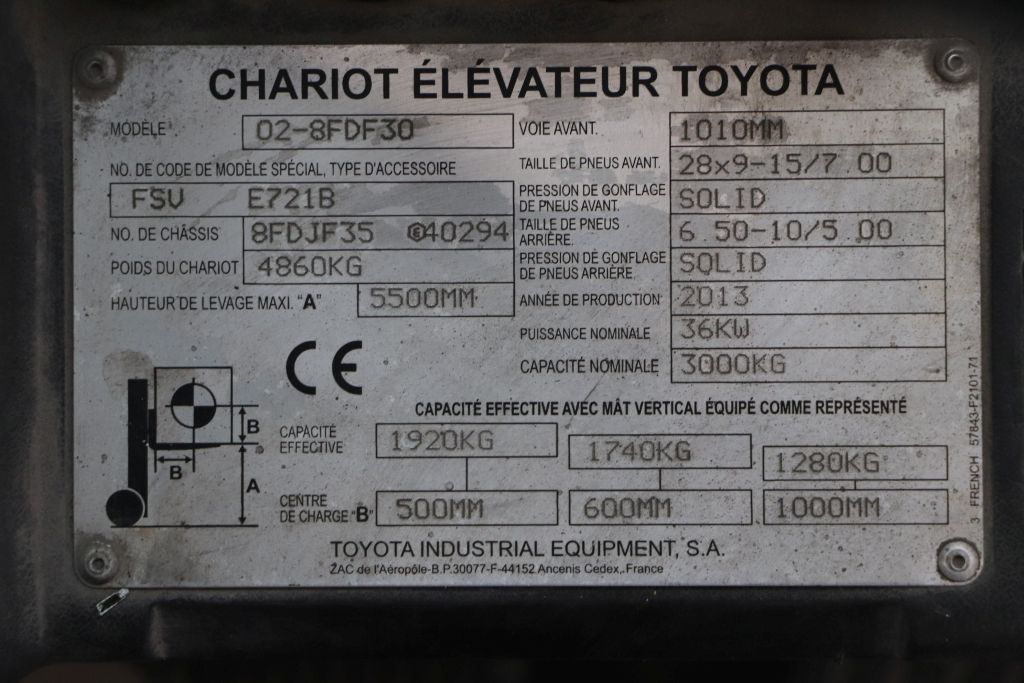 CHARIOT ÉLÉVATEUR TOYOTA
MODÈLE 02-8FDF30
NO. DE CODE DE MODÈLE SPÉCIAL, TYPE D'ACCESSOIRE
FSV E721B
NO. DE CHÂSSIS 8FDJF35 40294
POIDS DU CHARIOT 4860KG
HAUTEUR DE LEVAGE MAXI. "A" 5500MM
VOIE AVANT. 1010MM
TAILLE DE PNEUS AVANT. 28x9-15/7.00
PRESSION DE GONFLAGE
DE PNEUS AVANT. SOLID
TAILLE DE PNEUS
ARRIÈRE. 6.50-10/5.00
PRESSION DE GONFLAGE
DE PNEUS ARRIÈRE. SOLID
ANNÉE DE PRODUCTION 2013
PUISSANCE NOMINALE 36KW
CAPACITÉ NOMINALE 3000KG
CE
CAPACITÉ EFFECTIVE AVEC MÂT VERTICAL ÉQUIPÉ COMME REPRÉSENTÉ
B
B
A
CAPACITÉ
EFFECTIVE 1920KG 1740KG 1280KG
CENTRE
DE CHARGE "B" 500MM 600MM 1000MM
TOYOTA INDUSTRIAL EQUIPMENT, S.A.
ZAC de l'Aéropôle-B.P.30077-F-44152 Ancenis Cedex, France
3 FRENCH 57843-F2101-71